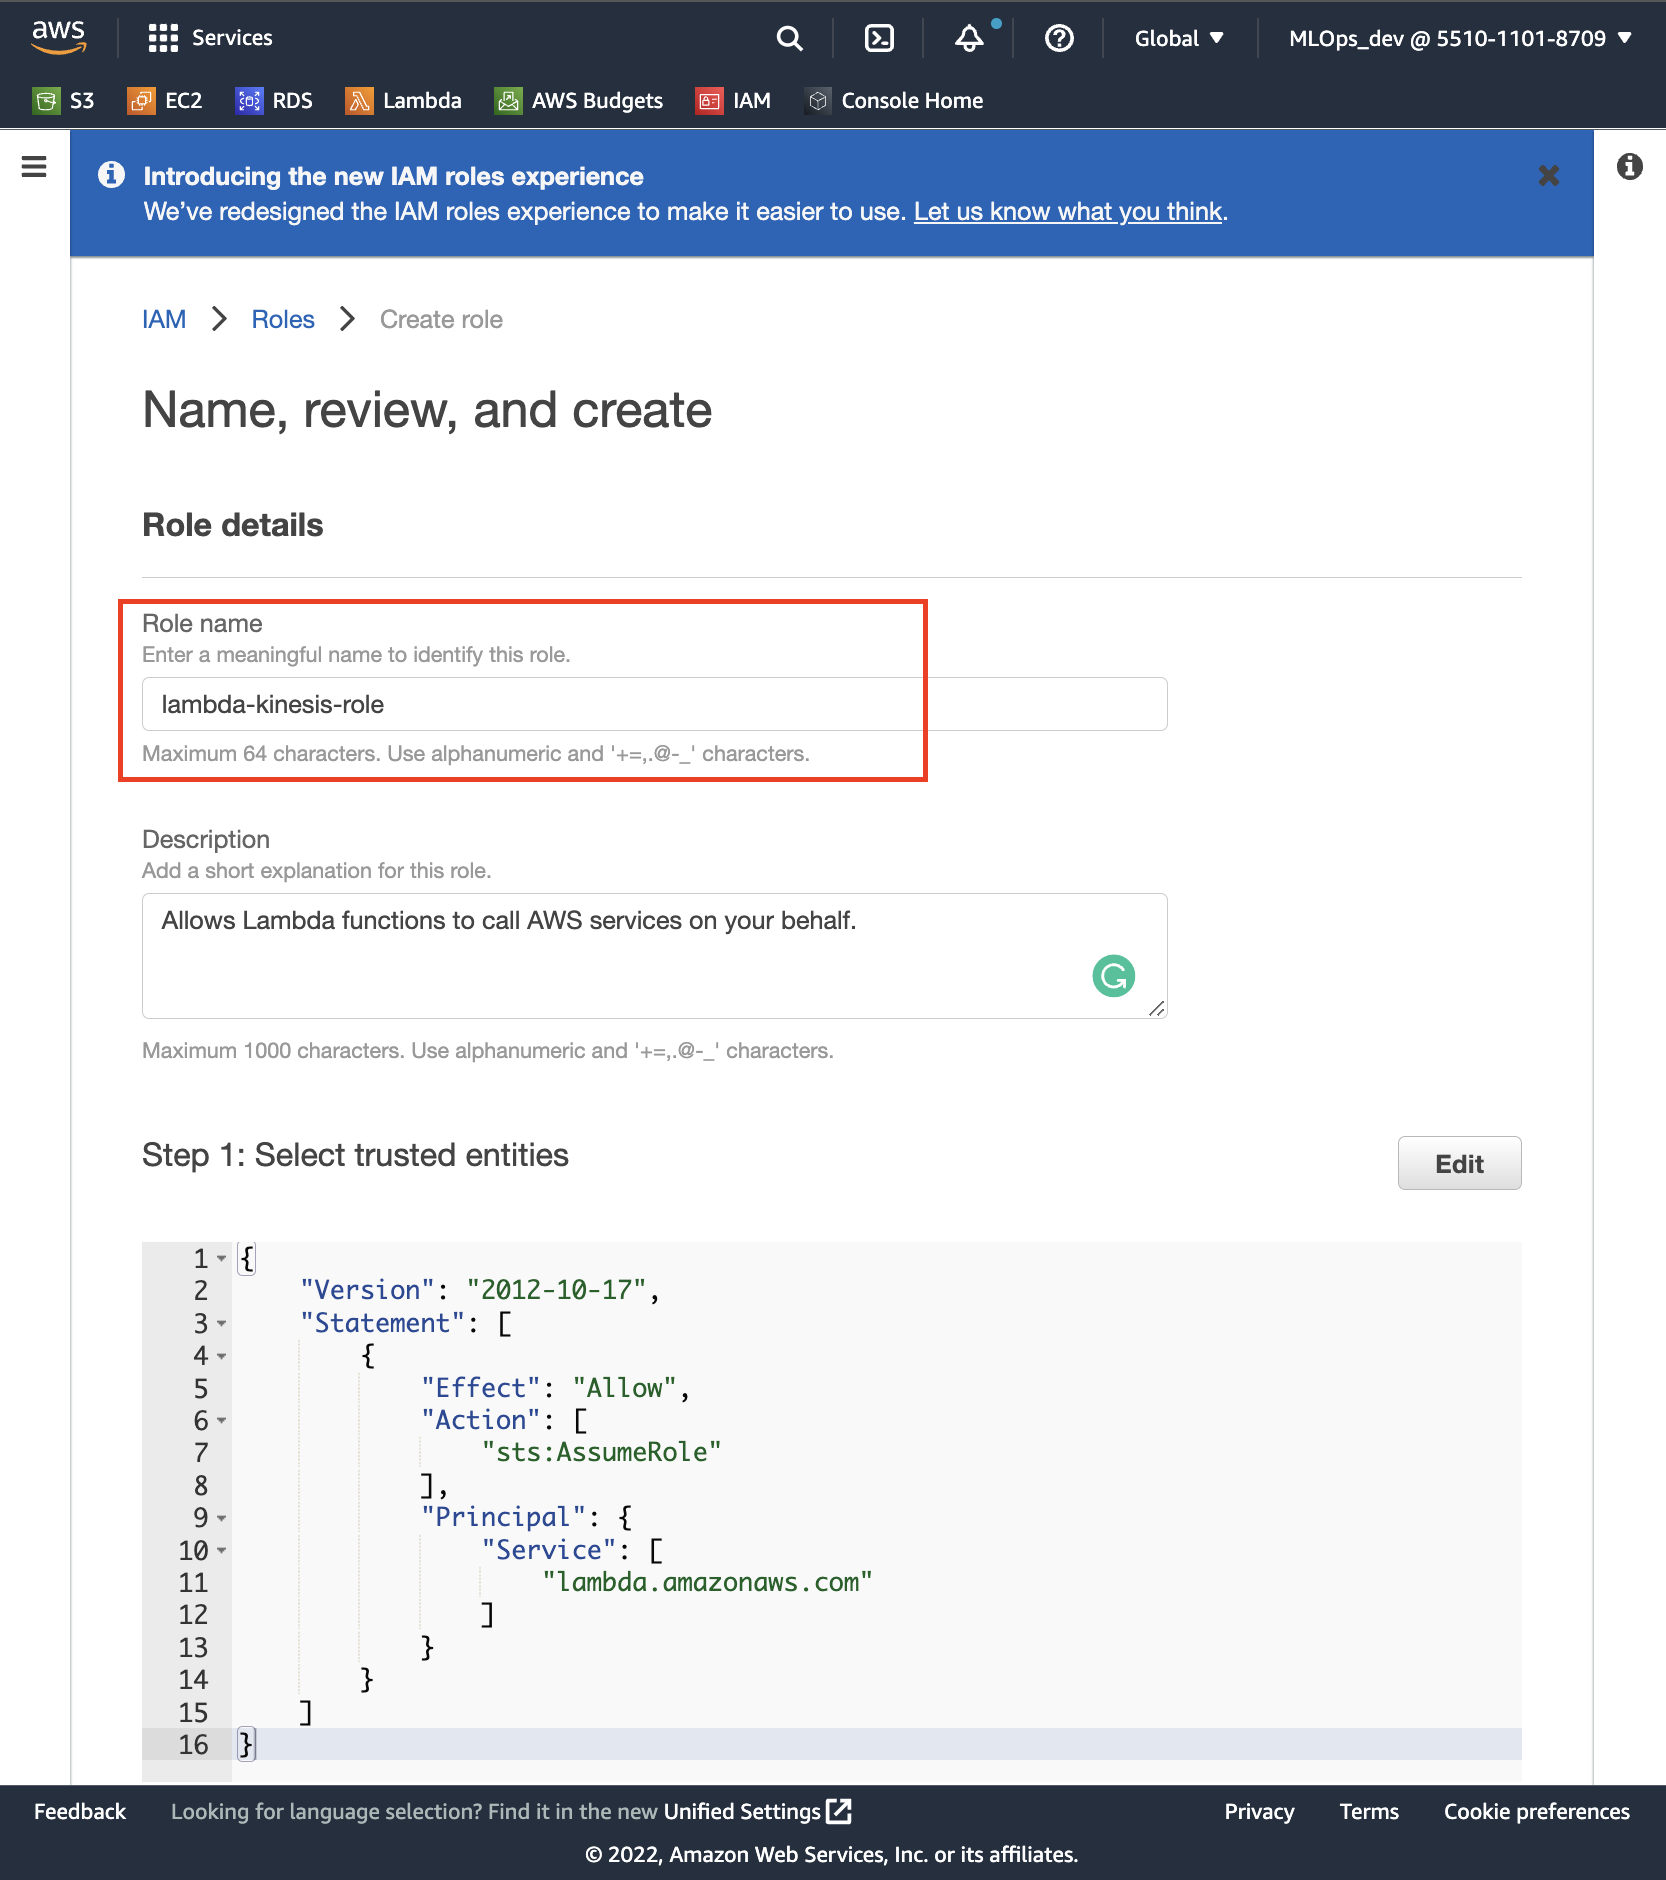 aws
Services
Global
MLOps_dev @ 5510-1101-8709
S3
EC2
RDS
Lambda
AWS Budgets
IAM
Console Home
Introducing the new IAM roles experience
We've redesigned the IAM roles experience to make it easier to use. Let us know what you think.
IAM > Roles > Create role
Name, review, and create
Role details
Role name
Enter a meaningful name to identify this role.
lambda-kinesis-role
Maximum 64 characters. Use alphanumeric and '+=,.@-_' characters.
Description
Add a short explanation for this role.
Allows Lambda functions to call AWS services on your behalf.
Maximum 1000 characters. Use alphanumeric and '+=,.@-_' characters.
Step 1: Select trusted entities
Edit
1 {
2     "Version": "2012-10-17",
3     "Statement": [
4         {
5             "Effect": "Allow",
6             "Action": [
7                 "sts:AssumeRole"
8             ],
9             "Principal": {
10                 "Service": [
11                     "lambda.amazonaws.com"
12                 ]
13             }
14         }
15     ]
16 }
Feedback
Looking for language selection? Find it in the new Unified Settings
Privacy
Terms
Cookie preferences
© 2022, Amazon Web Services, Inc. or its affiliates.